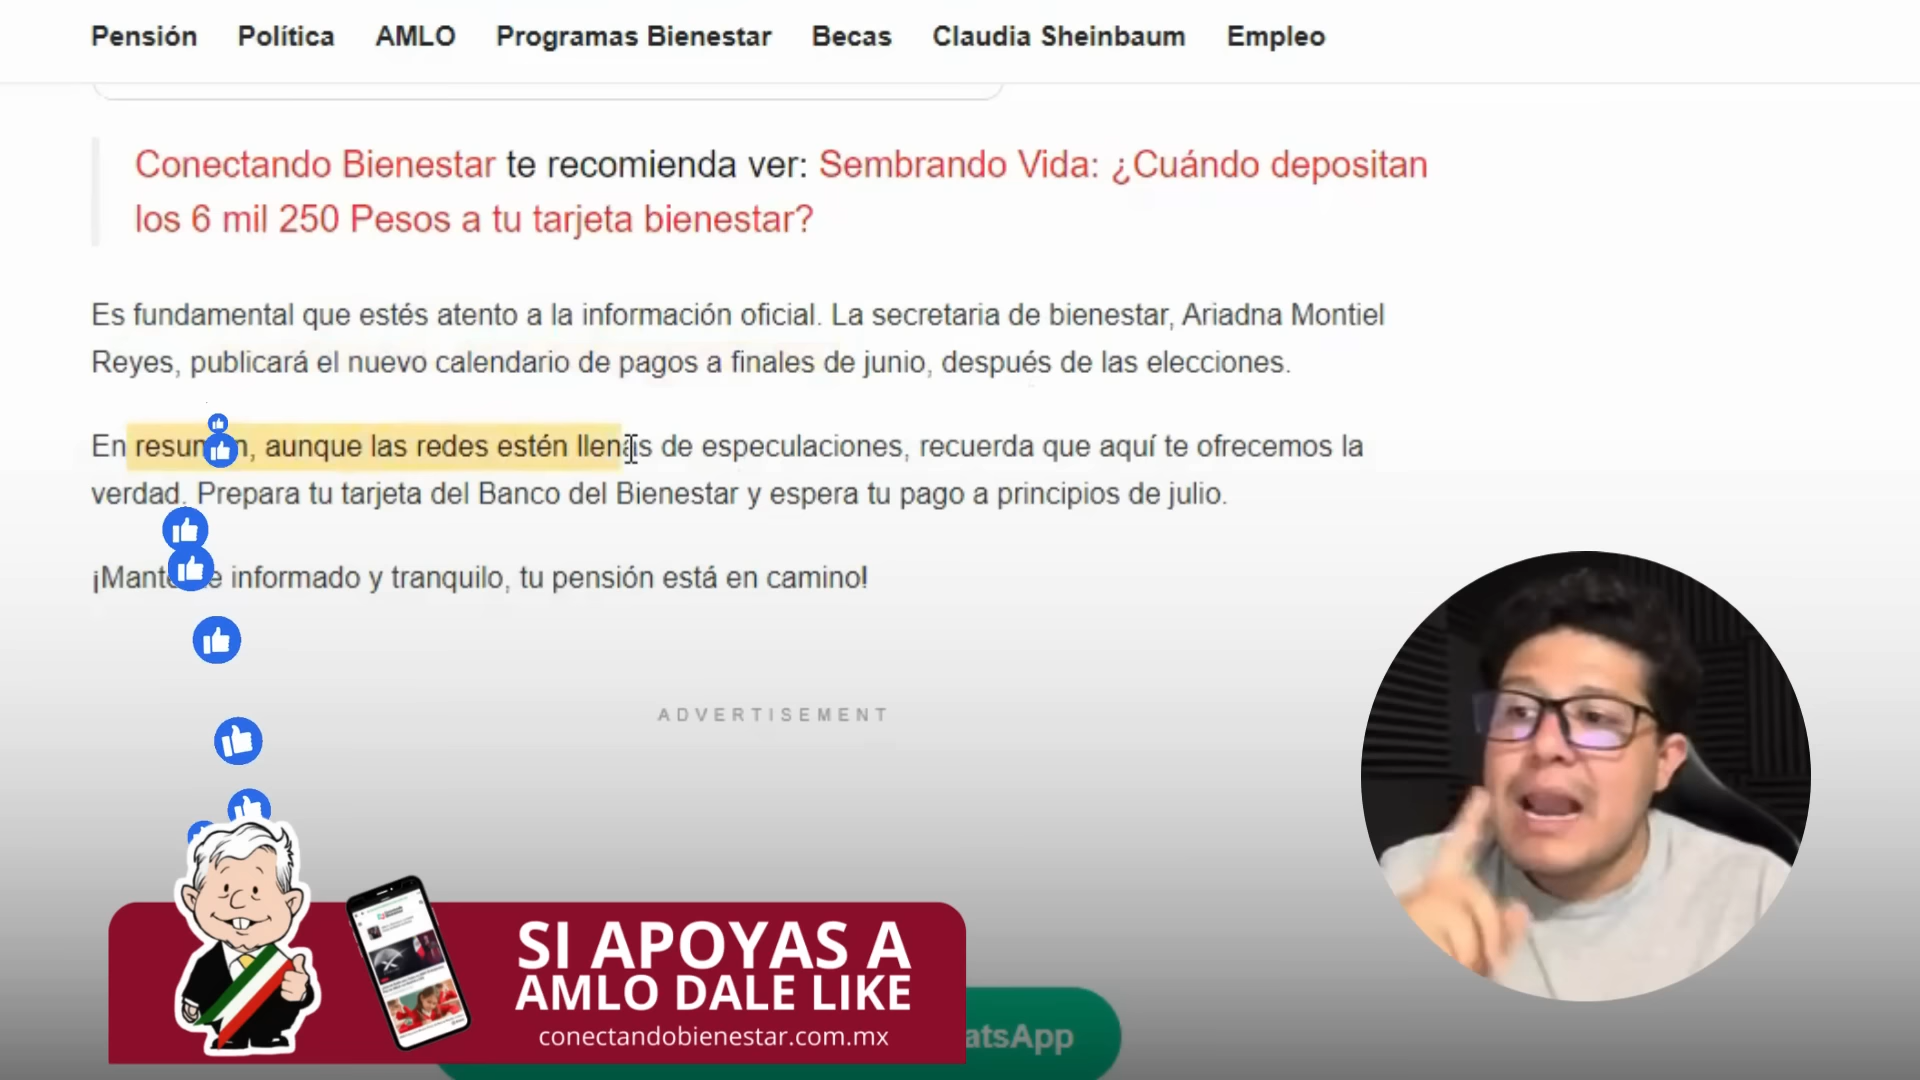 Pensión Política AMLO Programas Bienestar Becas Claudia Sheinbaum Empleo
Conectando Bienestar te recomienda ver: Sembrando Vida: ¿Cuándo depositan
los 6 mil 250 Pesos a tu tarjeta bienestar?
Es fundamental que estés atento a la información oficial. La secretaria de bienestar, Ariadna Montiel
Reyes, publicará el nuevo calendario de pagos a finales de junio, después de las elecciones.
En resumen, aunque las redes estén llenas de especulaciones, recuerda que aquí te ofrecemos la
verdad. Prepara tu tarjeta del Banco del Bienestar y espera tu pago a principios de julio.
¡Mantente informado y tranquilo, tu pensión está en camino!
ADVERTISEMENT
SI APOYAS A
AMLO DALE LIKE
conectandobienestar.com.mx
atsApp